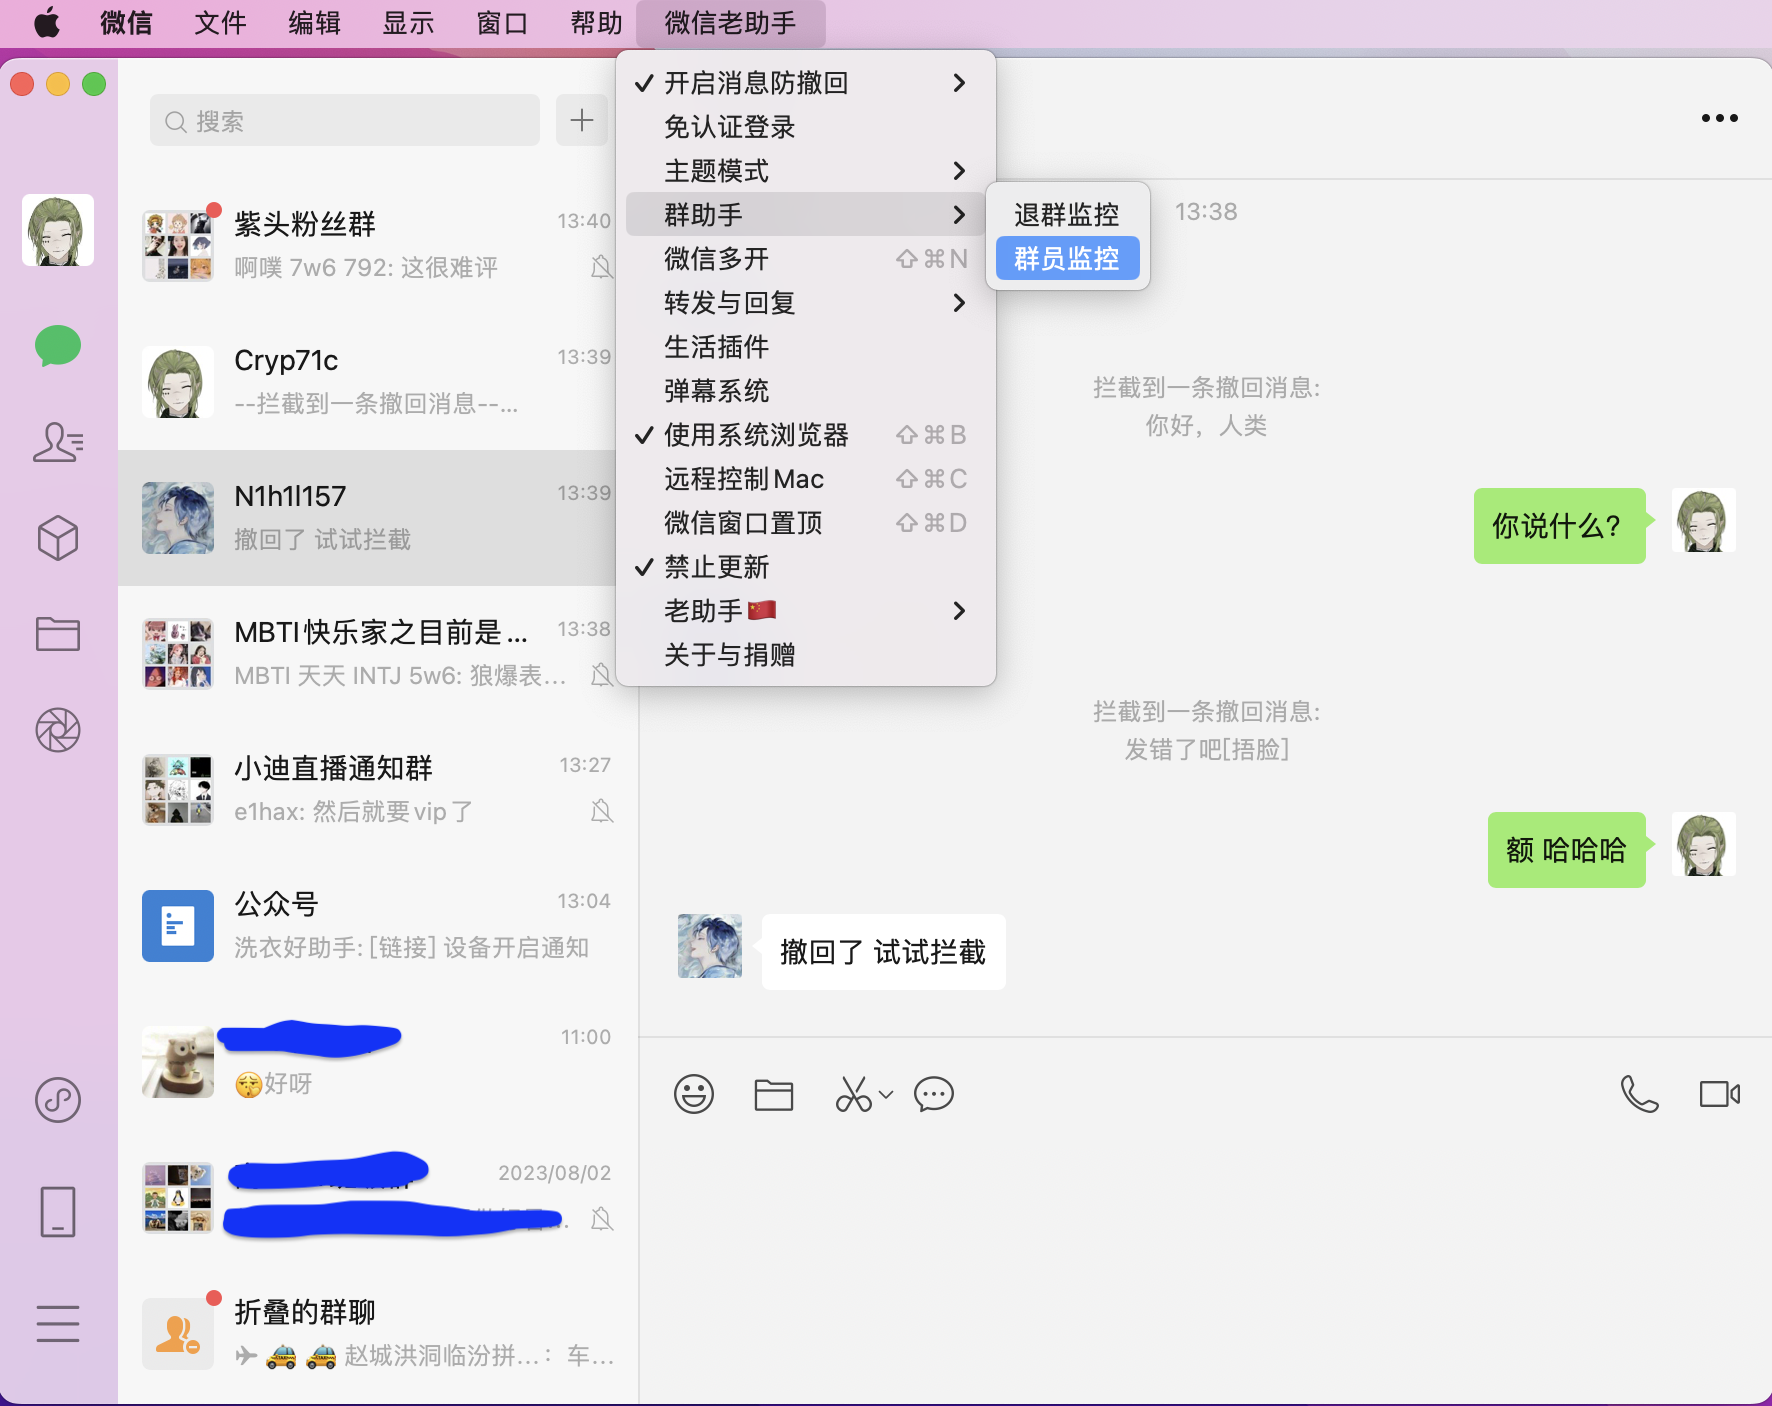 微信 文件 编辑 显示 窗口 帮助 微信老助手
搜索
紫头粉丝群 13:40
啊噗 7w6 792: 这很难评
Cryp71c 13:39
--拦截到一条撤回消息--...
N1h1l157 13:39
撤回了 试试拦截
MBTI快乐家之目前是... 13:38
MBTI 天天 INTJ 5w6: 狼爆表...
小迪直播通知群 13:27
e1hax: 然后就要vip了
公众号 13:04
洗衣好助手: [链接] 设备开启通知
11:00
🤭好呀
2023/08/02
折叠的群聊
✈ 🚕 🚕 赵城洪洞临汾拼...： 车...
✓ 开启消息防撤回
免认证登录
主题模式
群助手
微信多开 ⇧⌘N
转发与回复
生活插件
弹幕系统
✓ 使用系统浏览器 ⇧⌘B
远程控制Mac ⇧⌘C
微信窗口置顶 ⇧⌘D
✓ 禁止更新
老助手🇨🇳
关于与捐赠
退群监控
群员监控
13:38
拦截到一条撤回消息:
你好，人类
你说什么?
拦截到一条撤回消息:
发错了吧[捂脸]
额 哈哈哈
撤回了 试试拦截